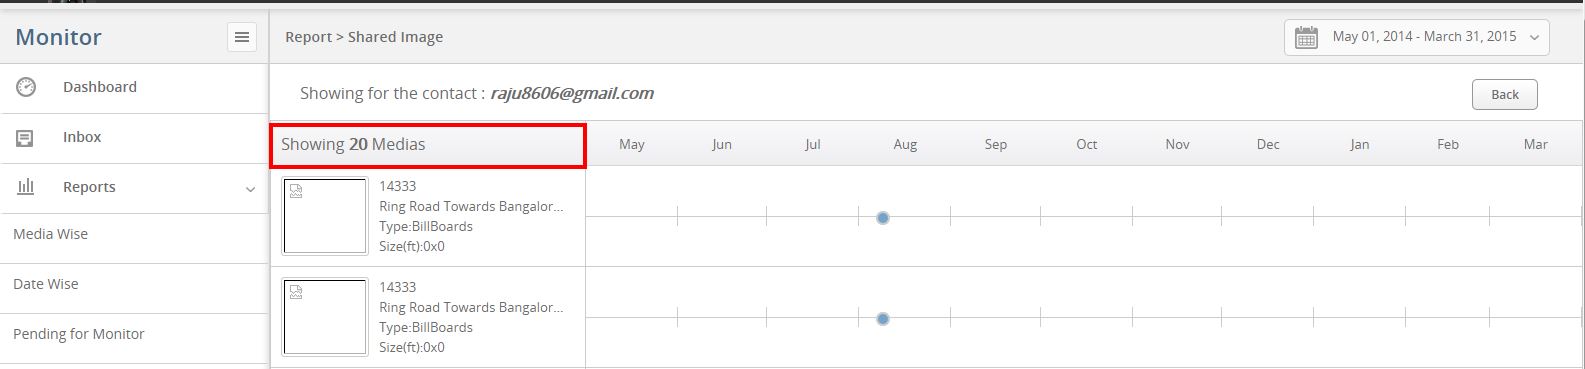 Monitor
Report > Shared Image
May 01, 2014 - March 31, 2015
Dashboard
Showing for the contact : raju8606@gmail.com
Back
Inbox
Showing 20 Medias
May Jun Jul Aug Sep Oct Nov Dec Jan Feb Mar
Reports
Media Wise
Date Wise
Pending for Monitor
14333
Ring Road Towards Bangalor...
Type:BillBoards
Size(ft):0x0
14333
Ring Road Towards Bangalor...
Type:BillBoards
Size(ft):0x0